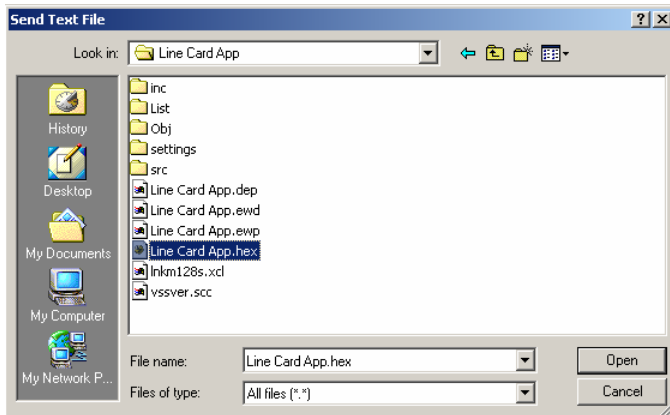 Send Text File
Look in: Line Card App
History
Desktop
My Documents
My Computer
My Network P...
inc
List
Obj
settings
src
Line Card App.dep
Line Card App.ewd
Line Card App.ewp
Line Card App.hex
lnkm128s.xcl
vssver.scc
File name: Line Card App.hex Open
Files of type: All files (*.*) Cancel